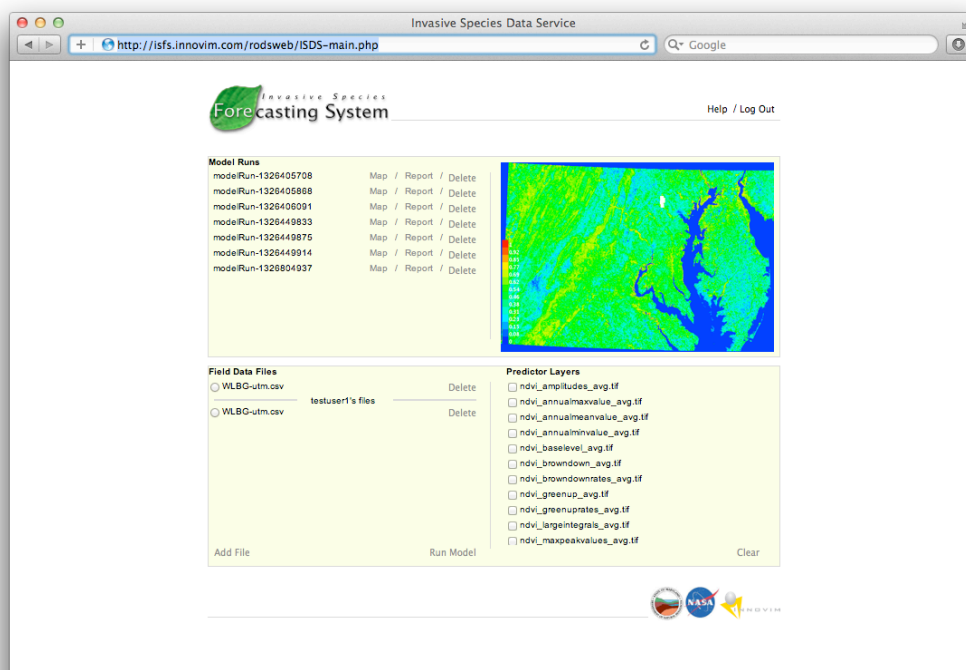 Invasive Species Data Service
http://isfs.innovim.com/rodsweb/ISDS-main.php
Google
Invasive Species
Forecasting System
Help / Log Out
Model Runs
modelRun-1326405708 Map / Report / Delete
modelRun-1326405868 Map / Report / Delete
modelRun-1326406091 Map / Report / Delete
modelRun-1326449833 Map / Report / Delete
modelRun-1326449875 Map / Report / Delete
modelRun-1326449914 Map / Report / Delete
modelRun-1326804937 Map / Report / Delete
Field Data Files
WLBG-utm.csv Delete
testuser1's files
WLBG-utm.csv Delete
Add File
Run Model
Predictor Layers
ndvi_amplitudes_avg.tif
ndvi_annualmaxvalue_avg.tif
ndvi_annualmeanvalue_avg.tif
ndvi_annualminvalue_avg.tif
ndvi_baselevel_avg.tif
ndvi_browndown_avg.tif
ndvi_browndownrates_avg.tif
ndvi_greenup_avg.tif
ndvi_greenuprates_avg.tif
ndvi_largeintegrals_avg.tif
ndvi_maxpeakvalues_avg.tif
Clear
NASA
INNOVIM